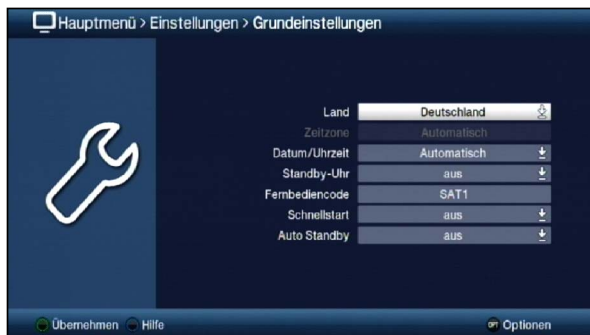 Hauptmenü > Einstellungen > Grundeinstellungen
Land Deutschland
Zeitzone Automatisch
Datum/Uhrzeit Automatisch
Standby-Uhr aus
Fernbediencode SAT1
Schnellstart aus
Auto Standby aus
Übernehmen Hilfe OPT Optionen